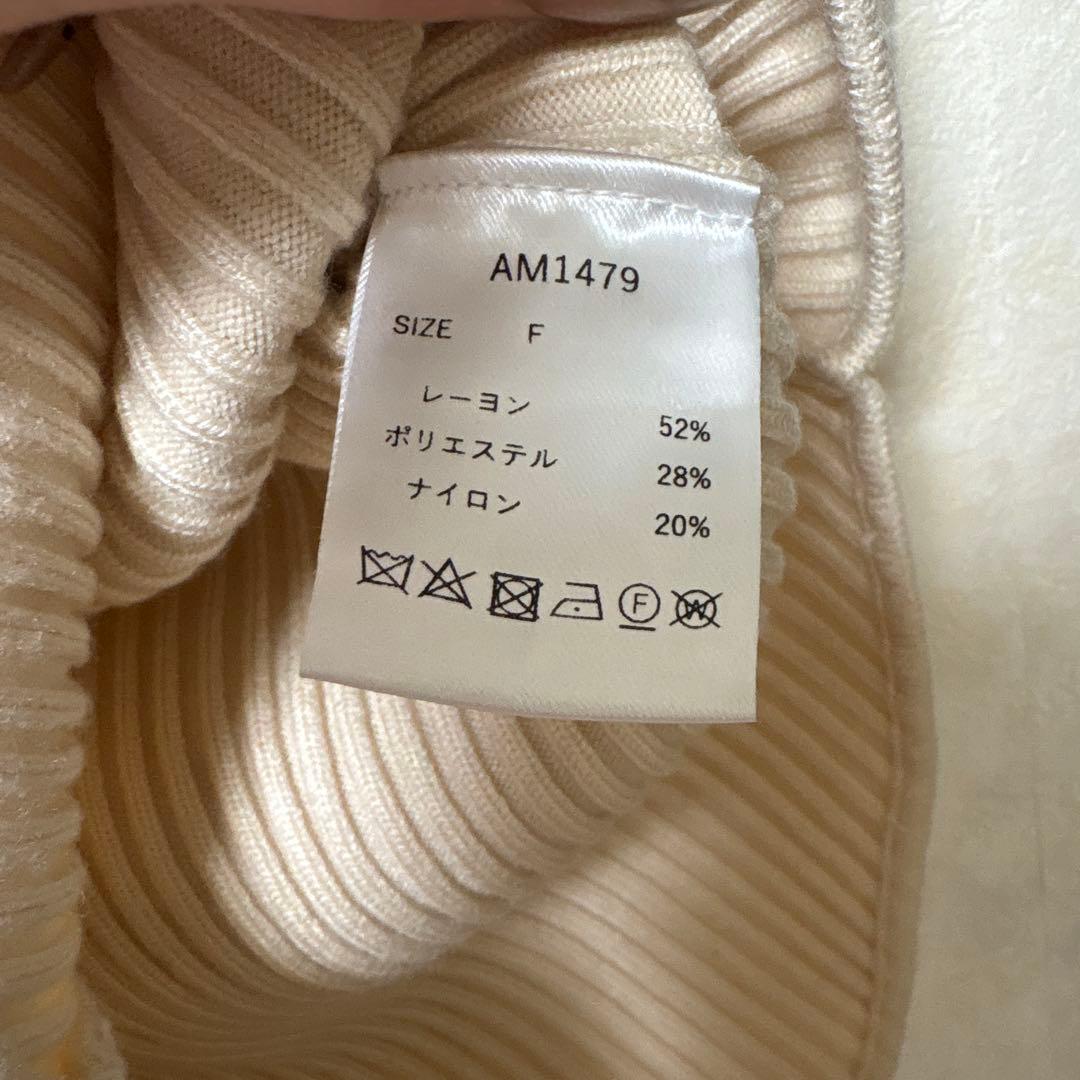 AM1479
SIZE F
レーヨン 52%
ポリエステル 28%
ナイロン 20%
F W